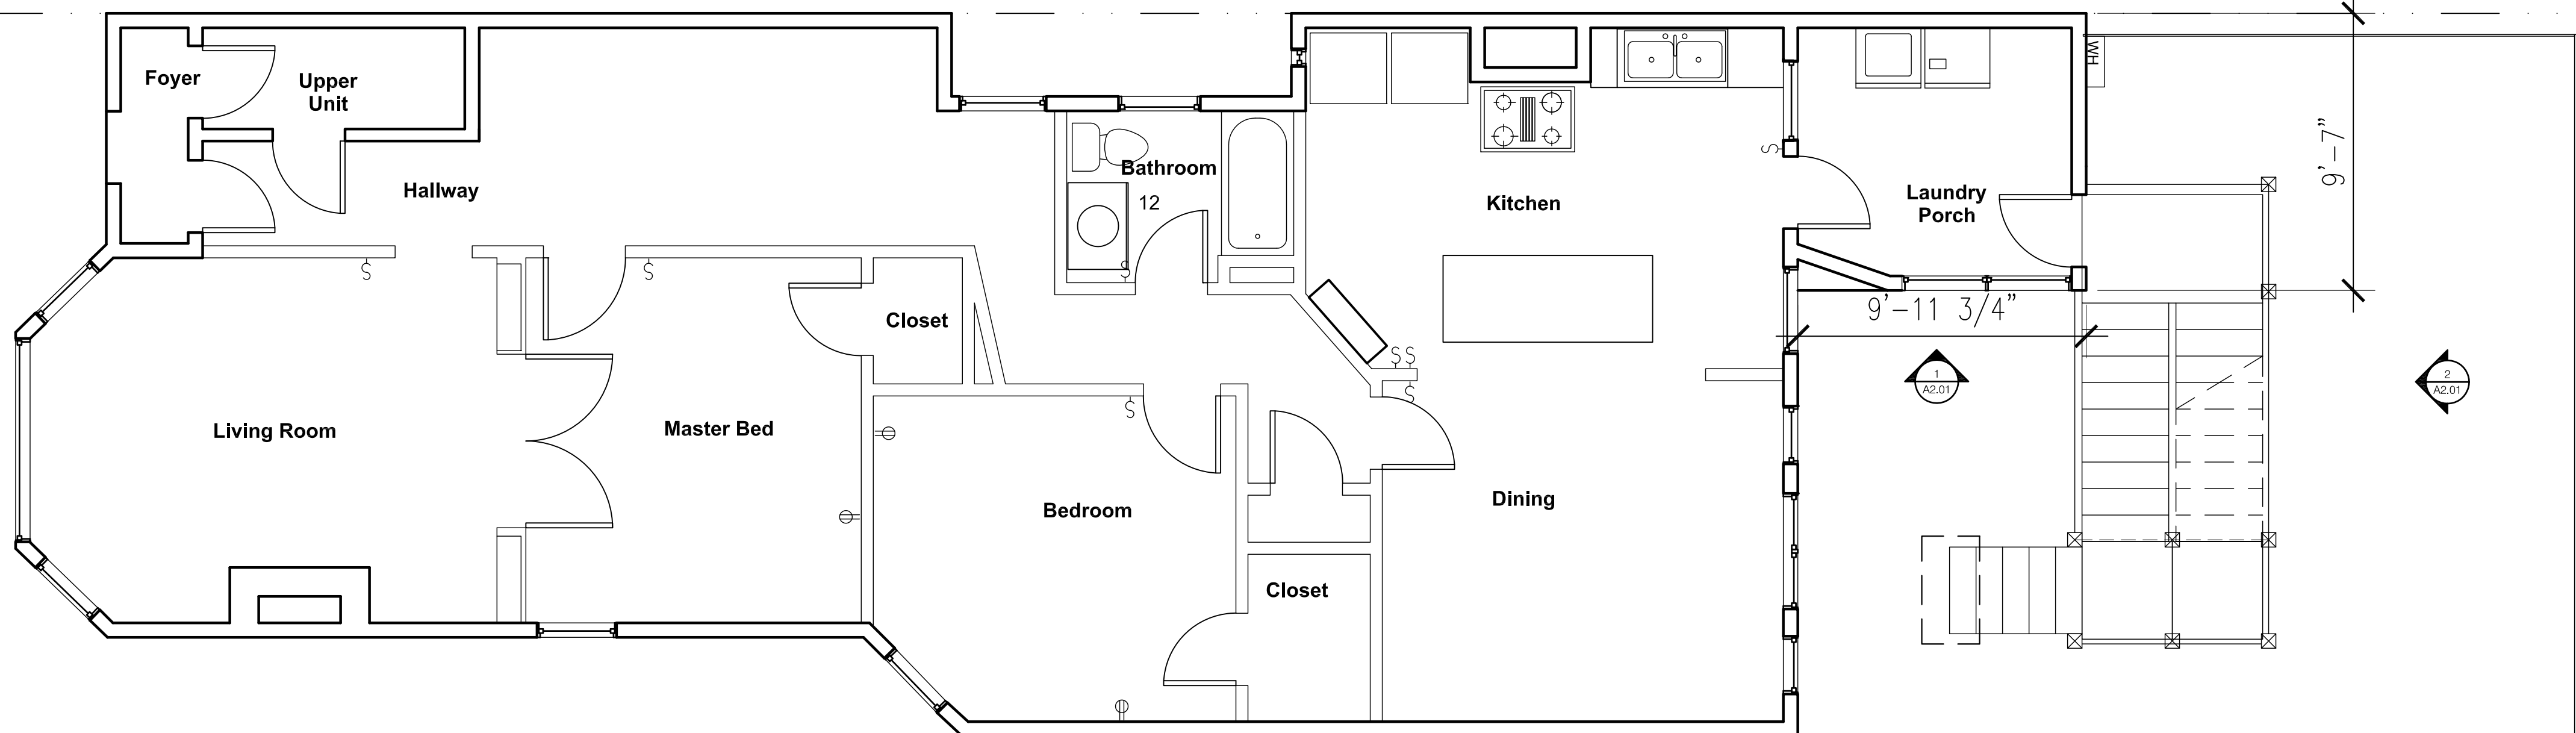 Foyer
Upper
Unit
WH
9'-7"
Hallway
Bathroom
12
Kitchen
Laundry
Porch
S
S
S
S
Closet
9'-11 3/4"
S S
S
S
1
A2.01
2
A2.01
Living Room
Master Bed
Bedroom
Dining
Closet